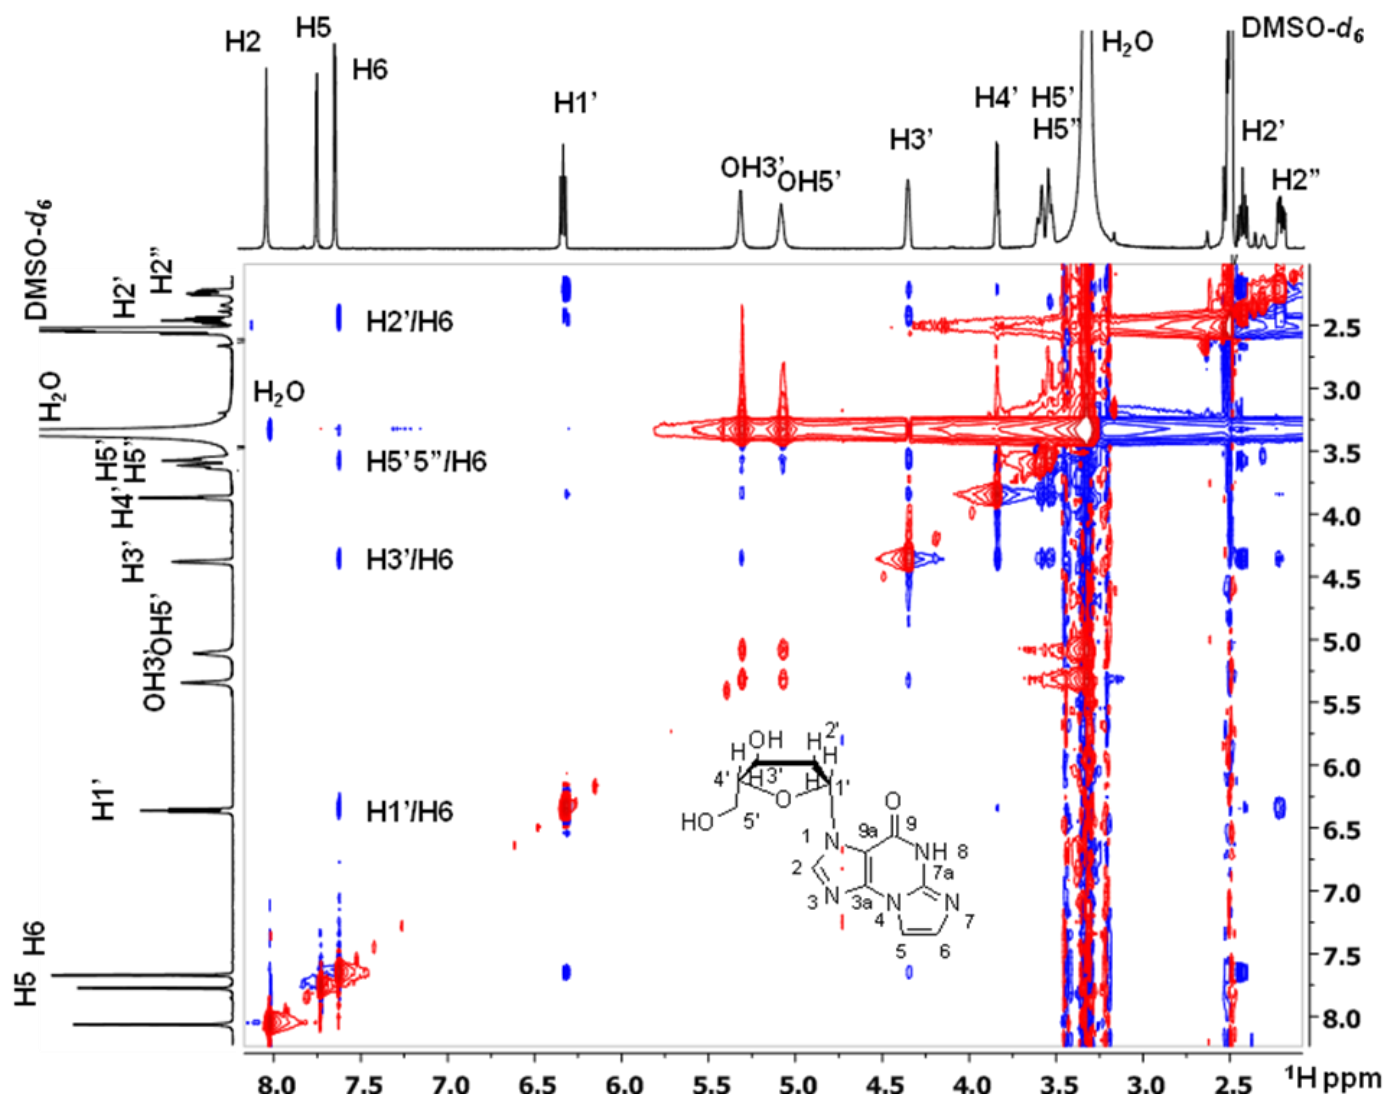 H2
H5
H6
H1’
OH3’
OH5’
H3’
H4’
H5’
H5”
H₂O
DMSO-d₆
H2’
H2”
DMSO-d₆
H2’
H2”
H₂O
H5’
H5”
H4’
H3’
OH5’
OH3’
H1’
H6
H5
H2’/H6
H₂O
H5’5”/H6
H3’/H6
H1’/H6
OH
H
H
2'
H
4'
H
3'
H
1'
O
HO
5'
O
N
1
9a
9
NH
8
2
7a
N
3
3a
N
4
N
7
5
6
2.5
3.0
3.5
4.0
4.5
5.0
5.5
6.0
6.5
7.0
7.5
8.0
8.0 7.5 7.0 6.5 6.0 5.5 5.0 4.5 4.0 3.5 3.0 2.5 ¹H ppm